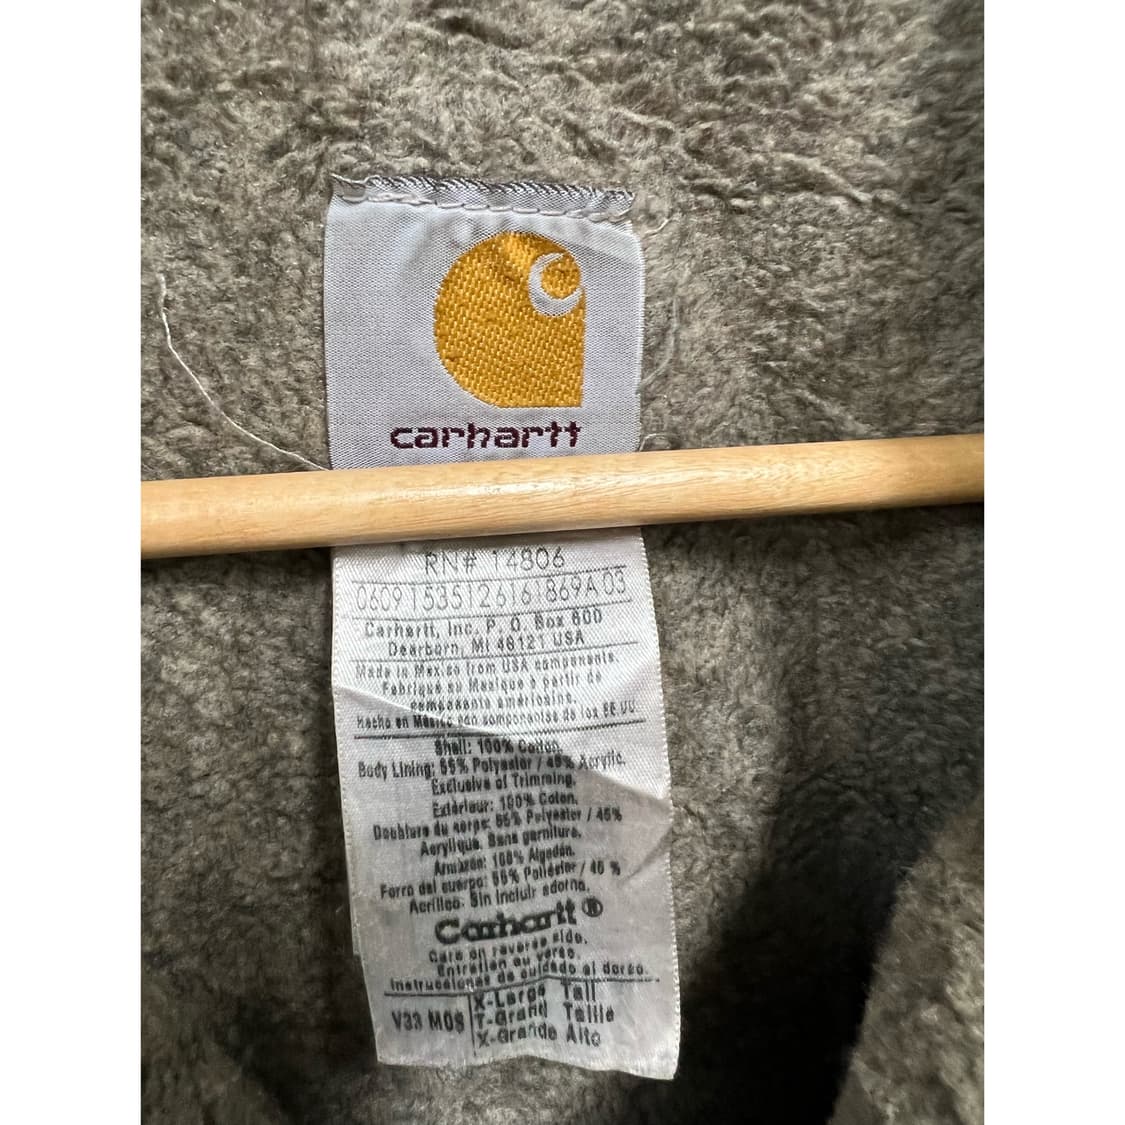 carhartt
RN# 14806
0609153512616 1869A 03
Carhartt, Inc. P. O. Box 600
Dearborn, MI 48121 USA
Made in Mexico from USA components.
Fabriqué au Mexique à partir de
composants américains.
Hecho en México con componentes de los EE UU.
Shell: 100% Cotton.
Body Lining: 55% Polyester / 45% Acrylic.
Exclusive of Trimming.
Extérieur: 100% Coton.
Doublure du corps: 55% Polyester / 45%
Acrylique. Sans garniture.
Armazón: 100% Algodón.
Forro del cuerpo: 55% Poliéster / 45 %
Acrílico. Sin incluir adorno.
Carhartt®
Care on reverse side.
Entretien au verso.
Instrucciones de cuidado al dorso.
V33 MOS
X-Large Tall
T-Grand Taille
X-Grande Alto